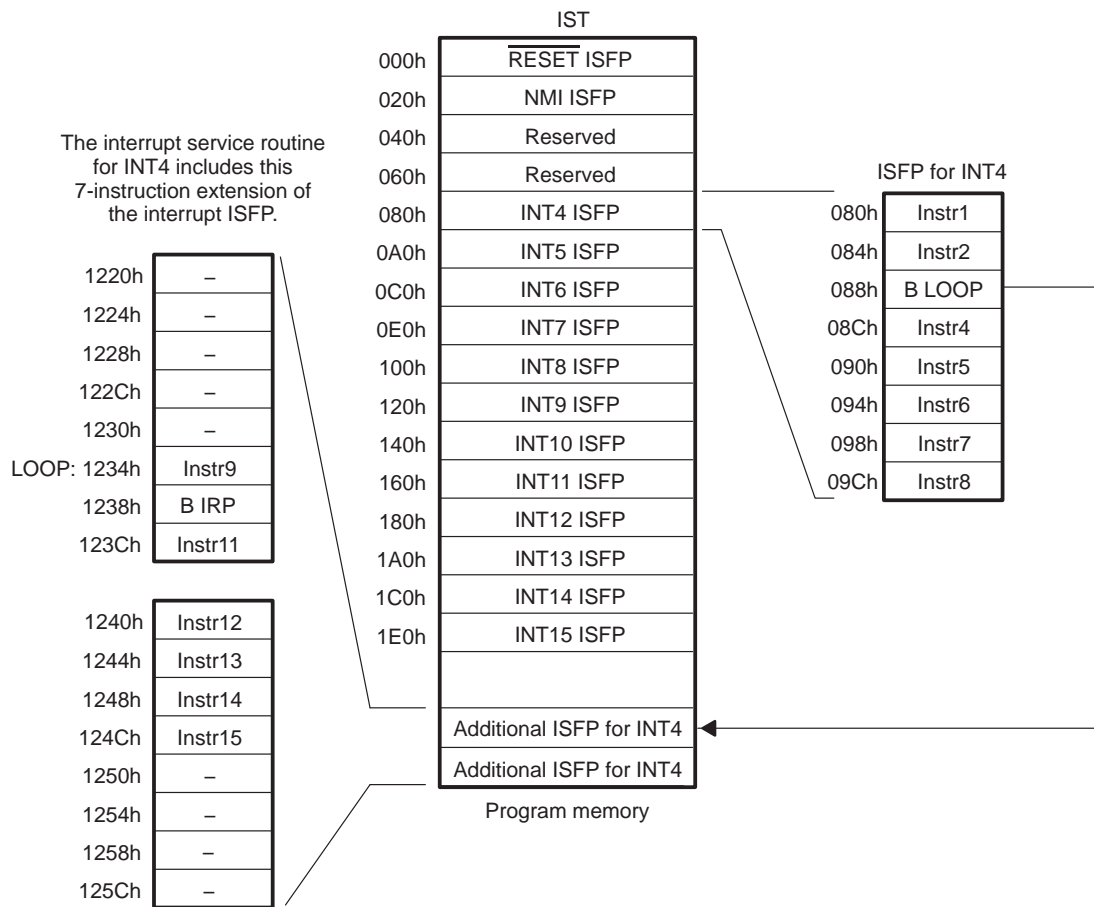 IST
000h RESET ISFP
020h NMI ISFP
040h Reserved
060h Reserved
080h INT4 ISFP
0A0h INT5 ISFP
0C0h INT6 ISFP
0E0h INT7 ISFP
100h INT8 ISFP
120h INT9 ISFP
140h INT10 ISFP
160h INT11 ISFP
180h INT12 ISFP
1A0h INT13 ISFP
1C0h INT14 ISFP
1E0h INT15 ISFP
Additional ISFP for INT4
Additional ISFP for INT4
Program memory
The interrupt service routine
for INT4 includes this
7-instruction extension of
the interrupt ISFP.
1220h –
1224h –
1228h –
122Ch –
1230h –
LOOP: 1234h Instr9
1238h B IRP
123Ch Instr11
1240h Instr12
1244h Instr13
1248h Instr14
124Ch Instr15
1250h –
1254h –
1258h –
125Ch –
ISFP for INT4
080h Instr1
084h Instr2
088h B LOOP
08Ch Instr4
090h Instr5
094h Instr6
098h Instr7
09Ch Instr8